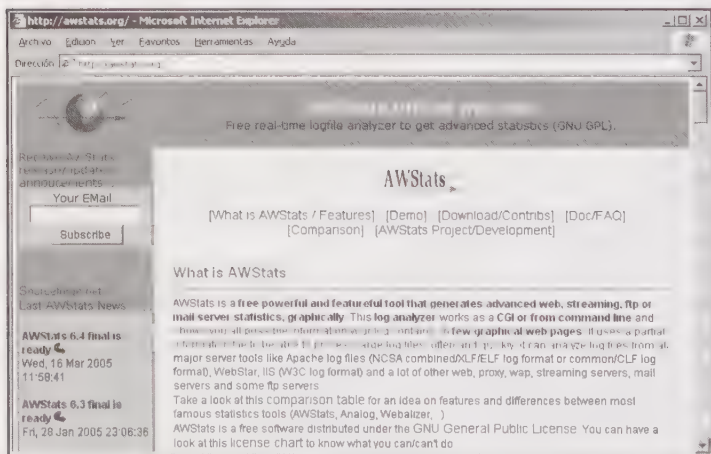 http://awstats.org/ - Microsoft Internet Explorer
Archivo Edición Ver Favoritos Herramientas Ayuda
Dirección
Free real-time logfile analyzer to get advanced statistics (GNU GPL).
Your EMail
Subscribe
Last AWStats News
AWStats 6.4 final is
ready
Wed, 16 Mar 2005
11:59:41
AWStats 6.3 final is
ready
Fri, 28 Jan 2005 23:06:36
AWStats
[What is AWStats / Features] [Demo] [Download/Contribs] [Doc/FAQ]
[Comparison] [AWStats Project/Development]
What is AWStats
AWStats is a free powerful and featureful tool that generates advanced web, streaming, ftp or
mail server statistics, graphically. This log analyzer works as a CGI or from command line and
few graphical web pages. It uses a partial
major server tools like Apache log files (NCSA combined/XLF/ELF log format or common/CLF log
format), WebStar, IIS (W3C log format) and a lot of other web, proxy, wap, streaming servers, mail
servers and some ftp servers
Take a look at this comparison table for an idea on features and differences between most
famous statistics tools (AWStats, Analog, Webalizer, )
AWStats is a free software distributed under the GNU General Public License You can have a
look at this license chart to know what you can/can't do